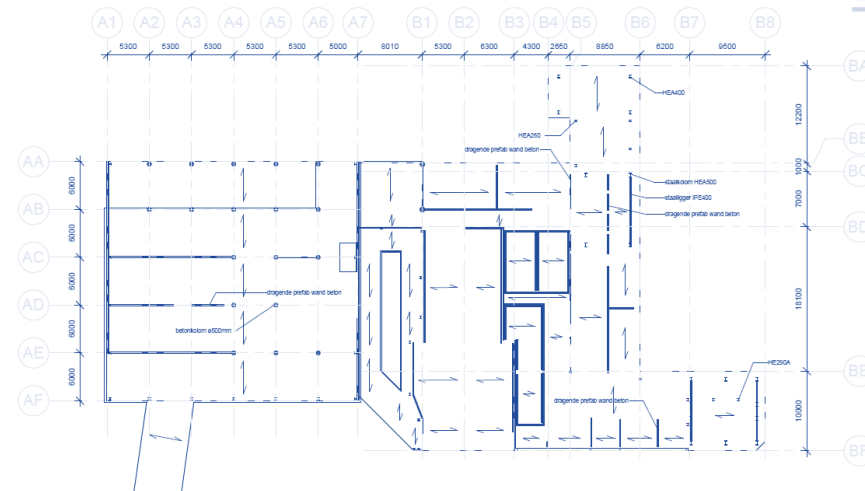 A1 A2 A3 A4 A5 A6 A7 B1 B2 B3 B4 B5 B6 B7 B8
5300 5300 5300 5300 5300 5000 8010 5300 6300 4300 2650 8850 6200 9500
BA
HEA400
12200
HEA260
BB
dragende prefab wand beton
AA
1000
BC
staalkolom HEA600
6000
staalligger IPE400
7000
AB
dragende prefab wand beton
BD
6000
AC
6000
dragende prefab wand beton
18100
AD
betonkolom ø500mm
6000
AE
HE290A
BE
6000
AF
dragende prefab wand beton
10000
BF